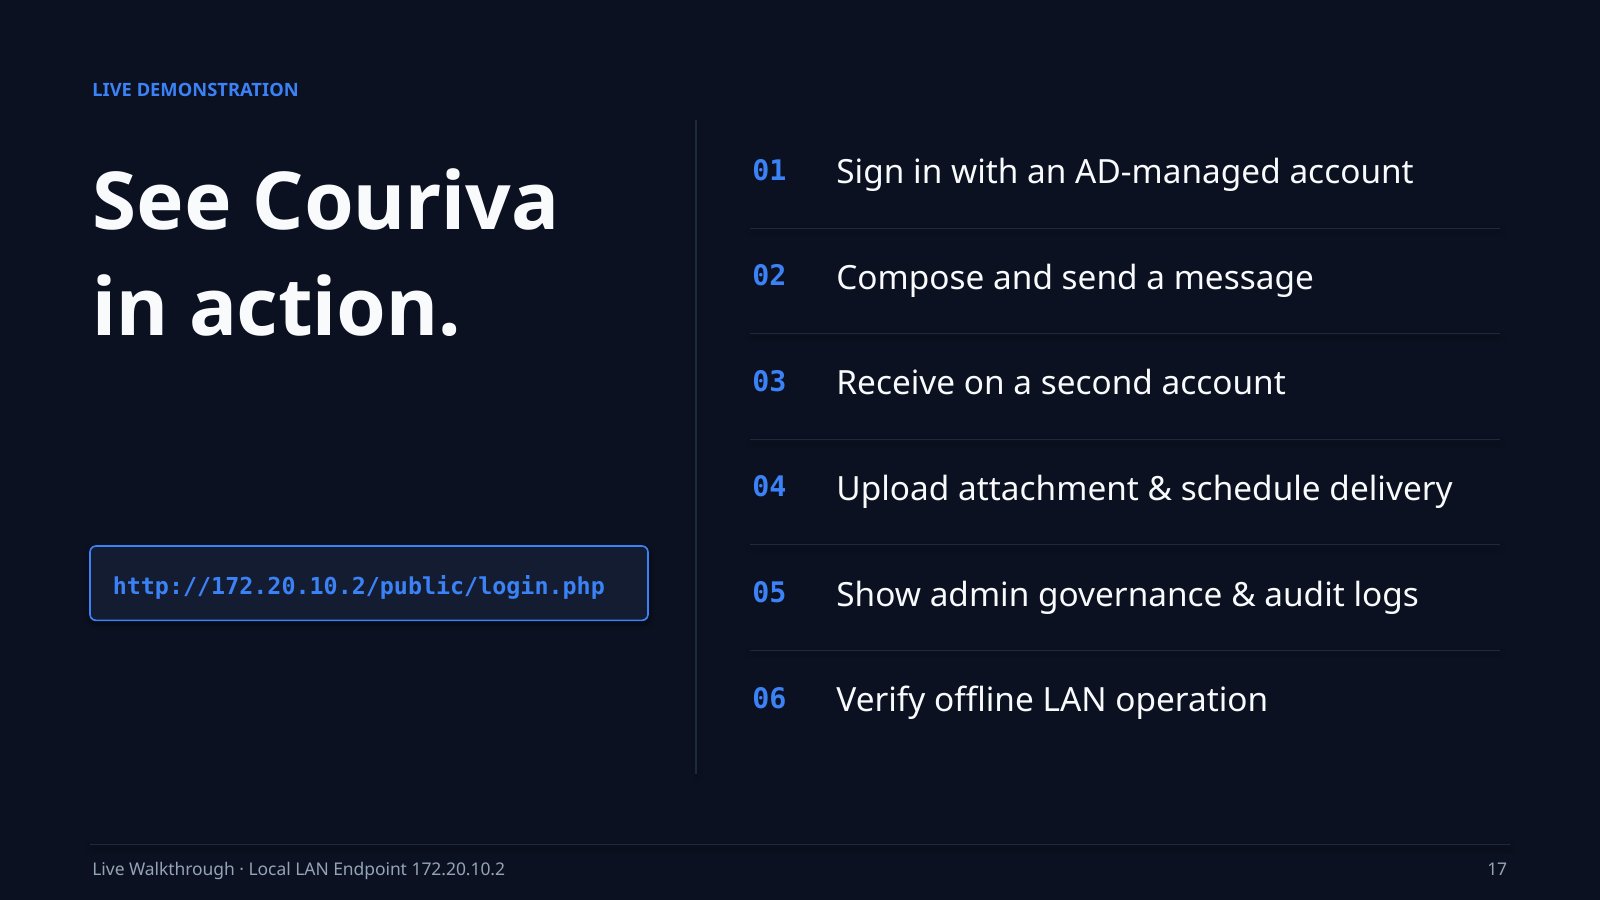 LIVE DEMONSTRATION
See Couriva
in action.
http://172.20.10.2/public/login.php
01 Sign in with an AD-managed account
02 Compose and send a message
03 Receive on a second account
04 Upload attachment & schedule delivery
05 Show admin governance & audit logs
06 Verify offline LAN operation
Live Walkthrough · Local LAN Endpoint 172.20.10.2
17